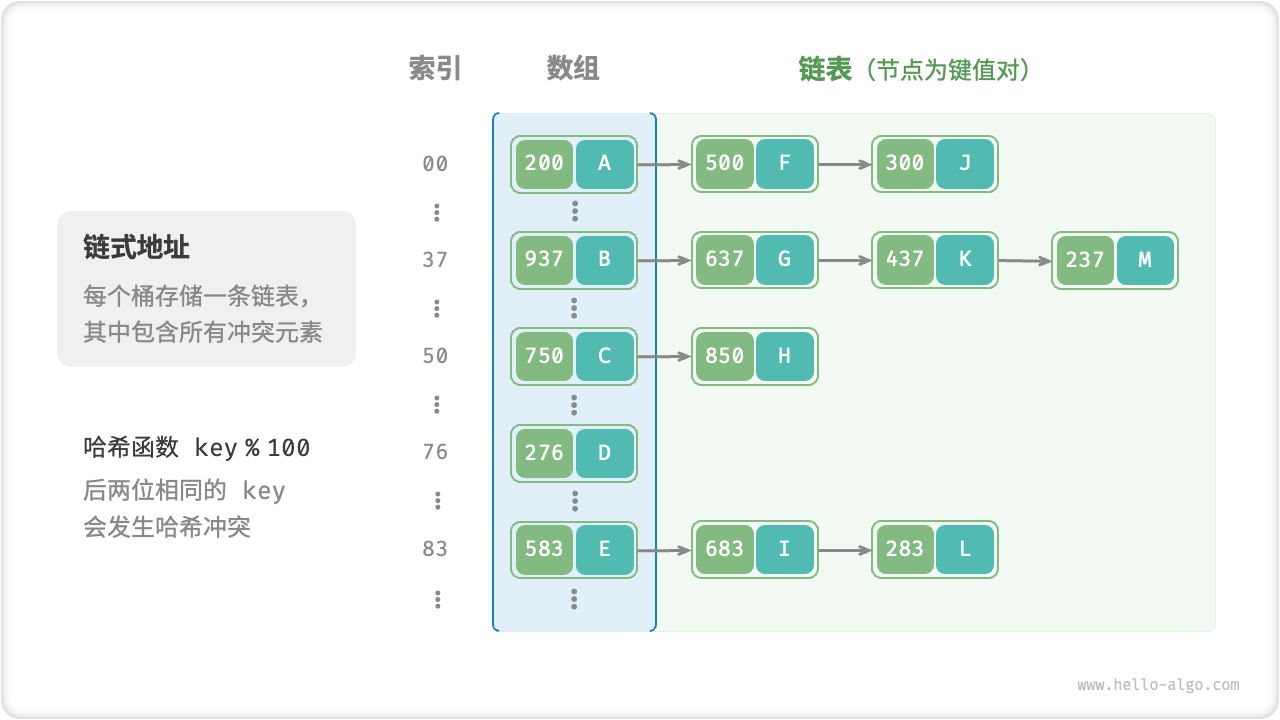 索引 数组 链表（节点为键值对）
链式地址
每个桶存储一条链表，
其中包含所有冲突元素
哈希函数 key % 100
后两位相同的 key
会发生哈希冲突
00 200 A 500 F 300 J
37 937 B 637 G 437 K 237 M
50 750 C 850 H
76 276 D
83 583 E 683 I 283 L
www.hello-algo.com